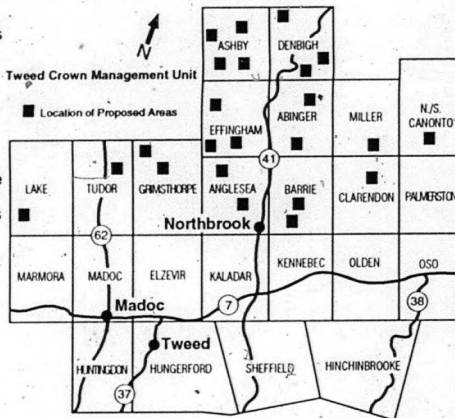 s
ASHBY
DENBIGH
N
Tweed Crown Management Unit
Location of Proposed Areas
EFFINGHAM
ABINGER
MILLER
N./S.
CANONTO
41
e
s
LAKE
TUDOR
GRIMSTHORPE
ANGLESEA
BARRIE
CLARENDON
PALMERSTON
Northbrook
62
MARMORA
MADOC
ELZEVIR
KALADAR
KENNEBEC
OLDEN
OSO
7
38
Madoc
Tweed
HUNTINGDON
HUNGERFORD
SHEFFIELD
HINCHINBROOKE
37